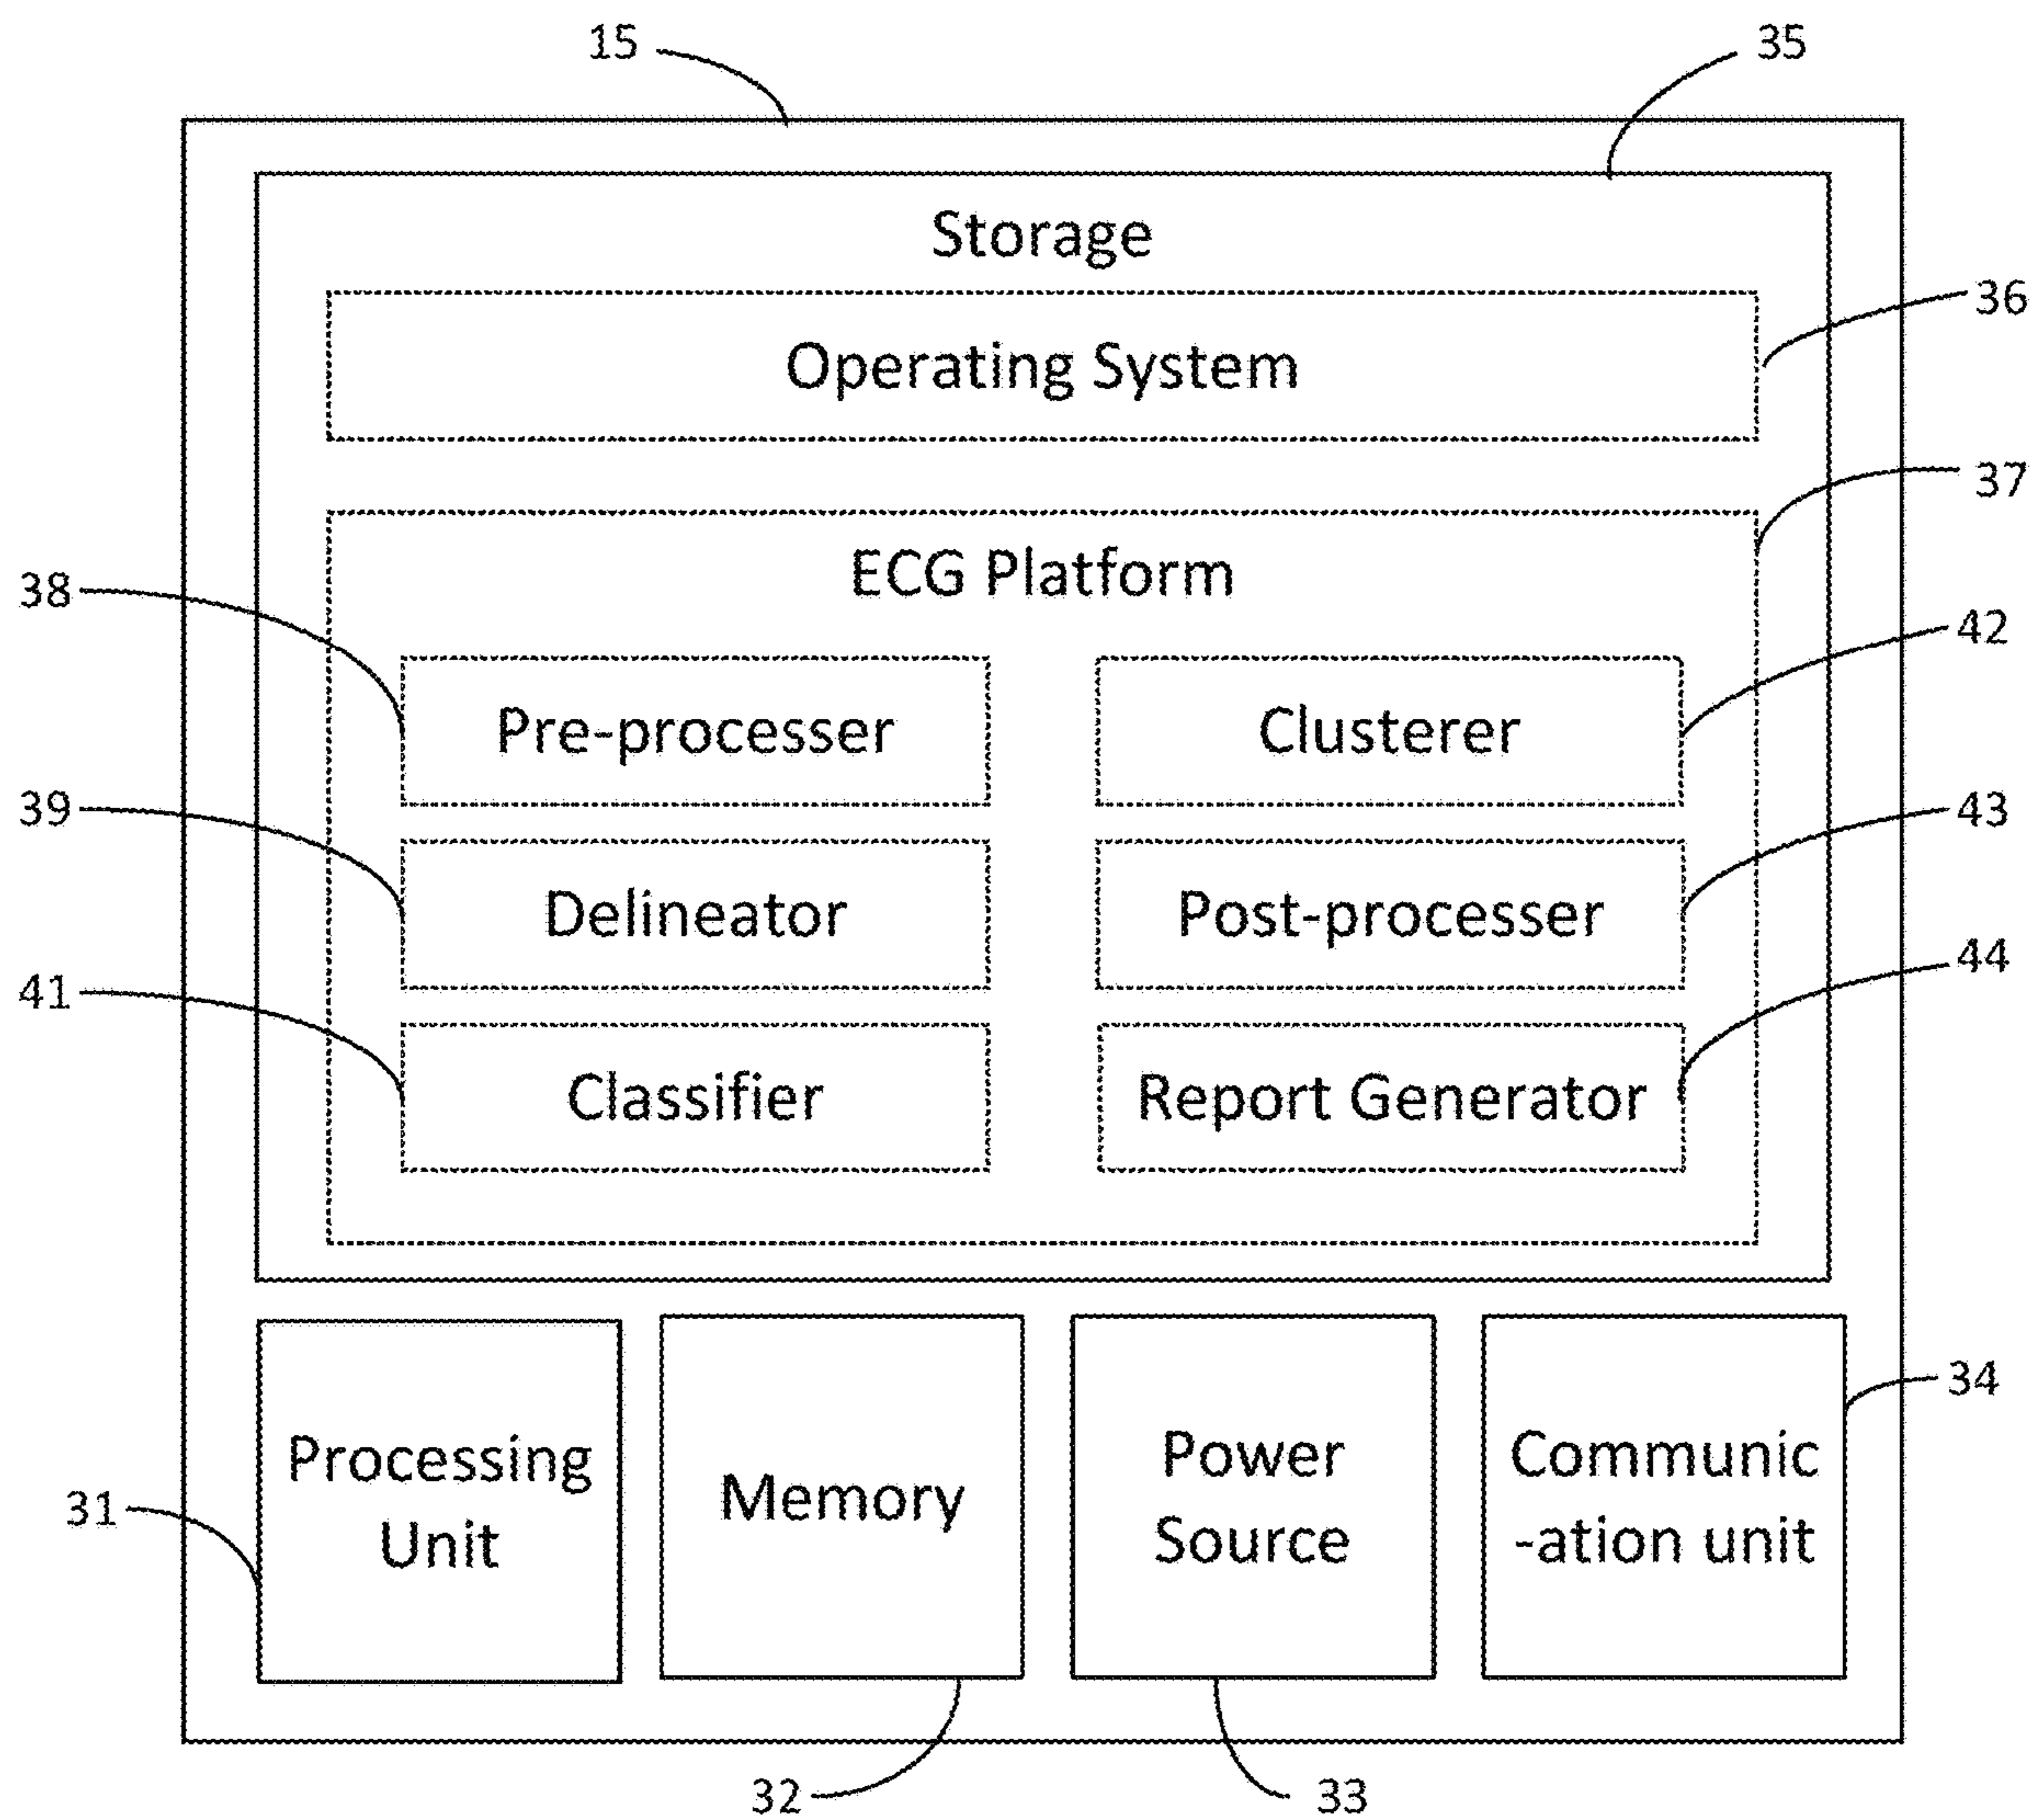 15
35
Storage
36
Operating System
37
ECG Platform
38
42
Pre-processer
Clusterer
39
43
Delineator
Post-processer
41
44
Classifier
Report Generator
34
Processing
Unit
Memory
Power
Source
Communic
-ation unit
31
32
33